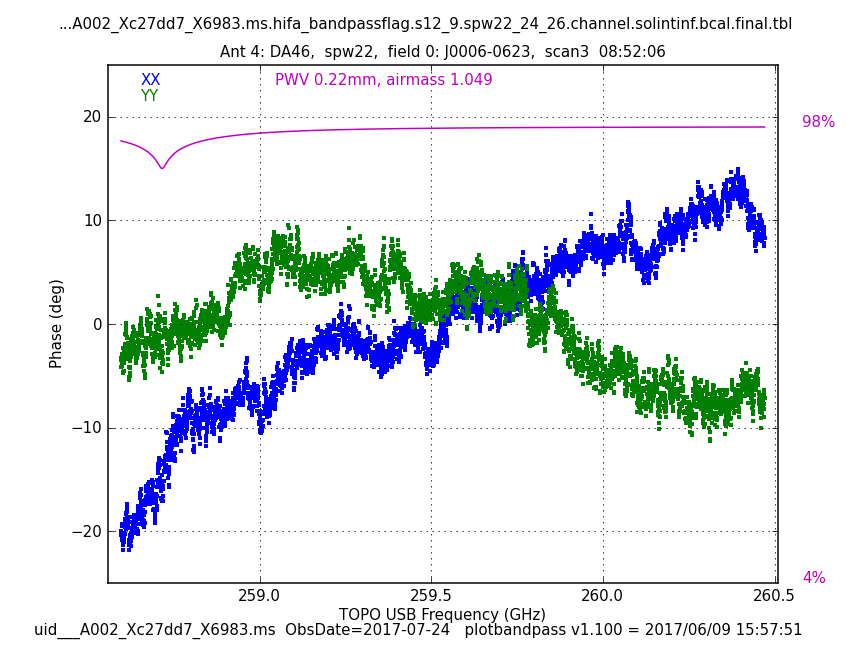 ...A002_Xc27dd7_X6983.ms.hifa_bandpassflag.s12_9.spw22_24_26.channel.solintinf.bcal.final.tbl
Ant 4: DA46,  spw22,  field 0: J0006-0623,  scan3  08:52:06
XX
PWV 0.22mm, airmass 1.049
YY
98%
20
10
0
−10
−20
Phase (deg)
4%
259.0
259.5
260.0
260.5
TOPO USB Frequency (GHz)
uid___A002_Xc27dd7_X6983.ms  ObsDate=2017-07-24   plotbandpass v1.100 = 2017/06/09 15:57:51